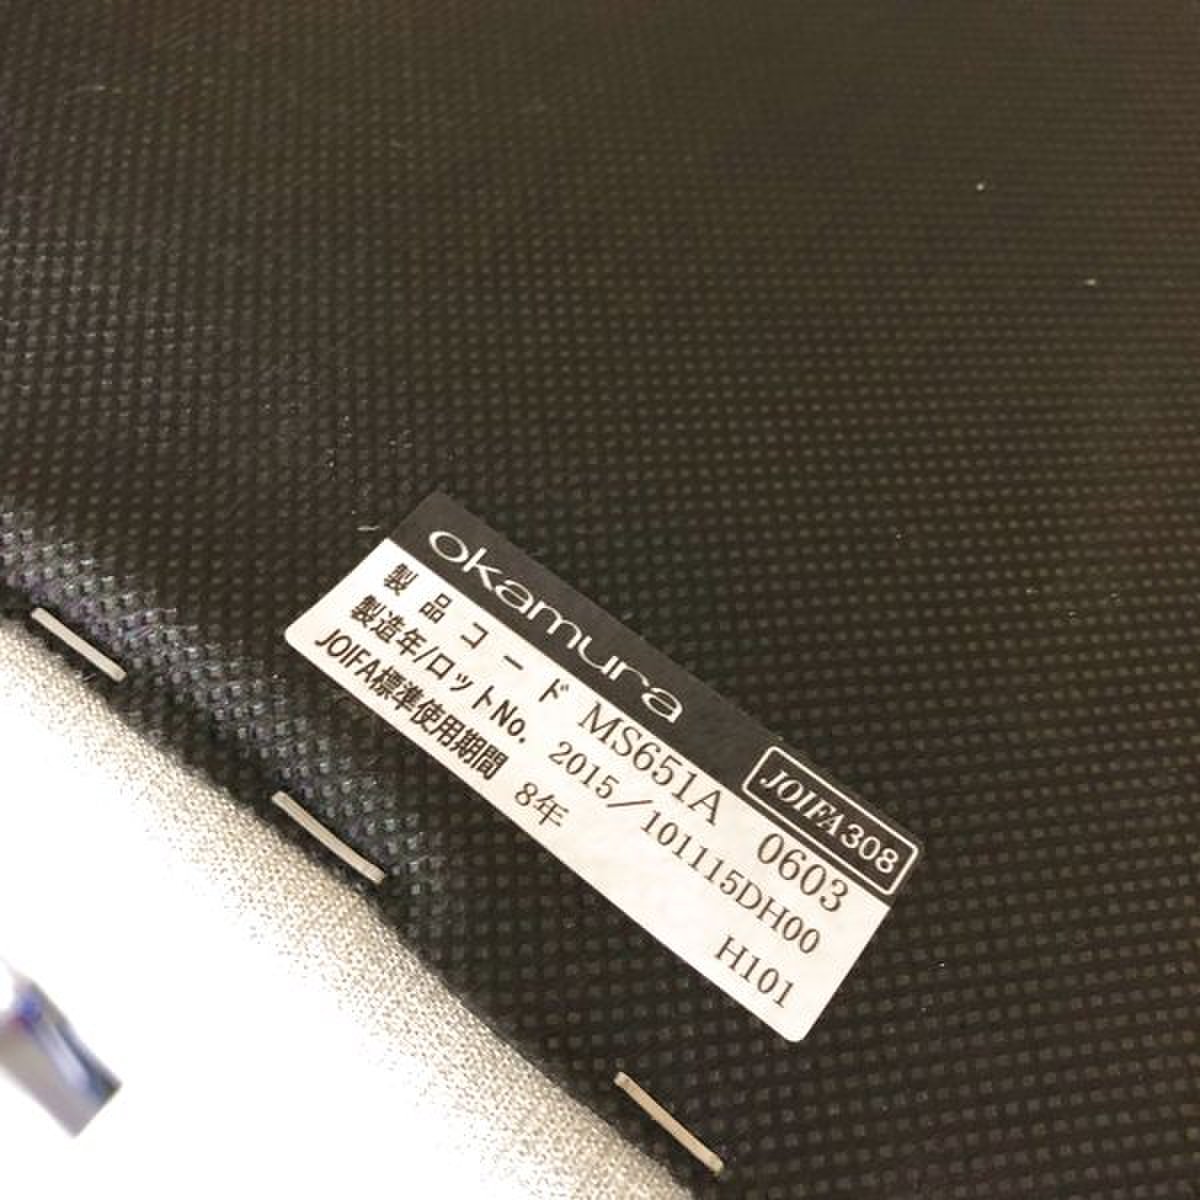 okamura
JOIFA308
製品コード MS651A 0603
製造年/ロットNo. 2015/101115DH00
JOIFA標準使用期間 8年 H101